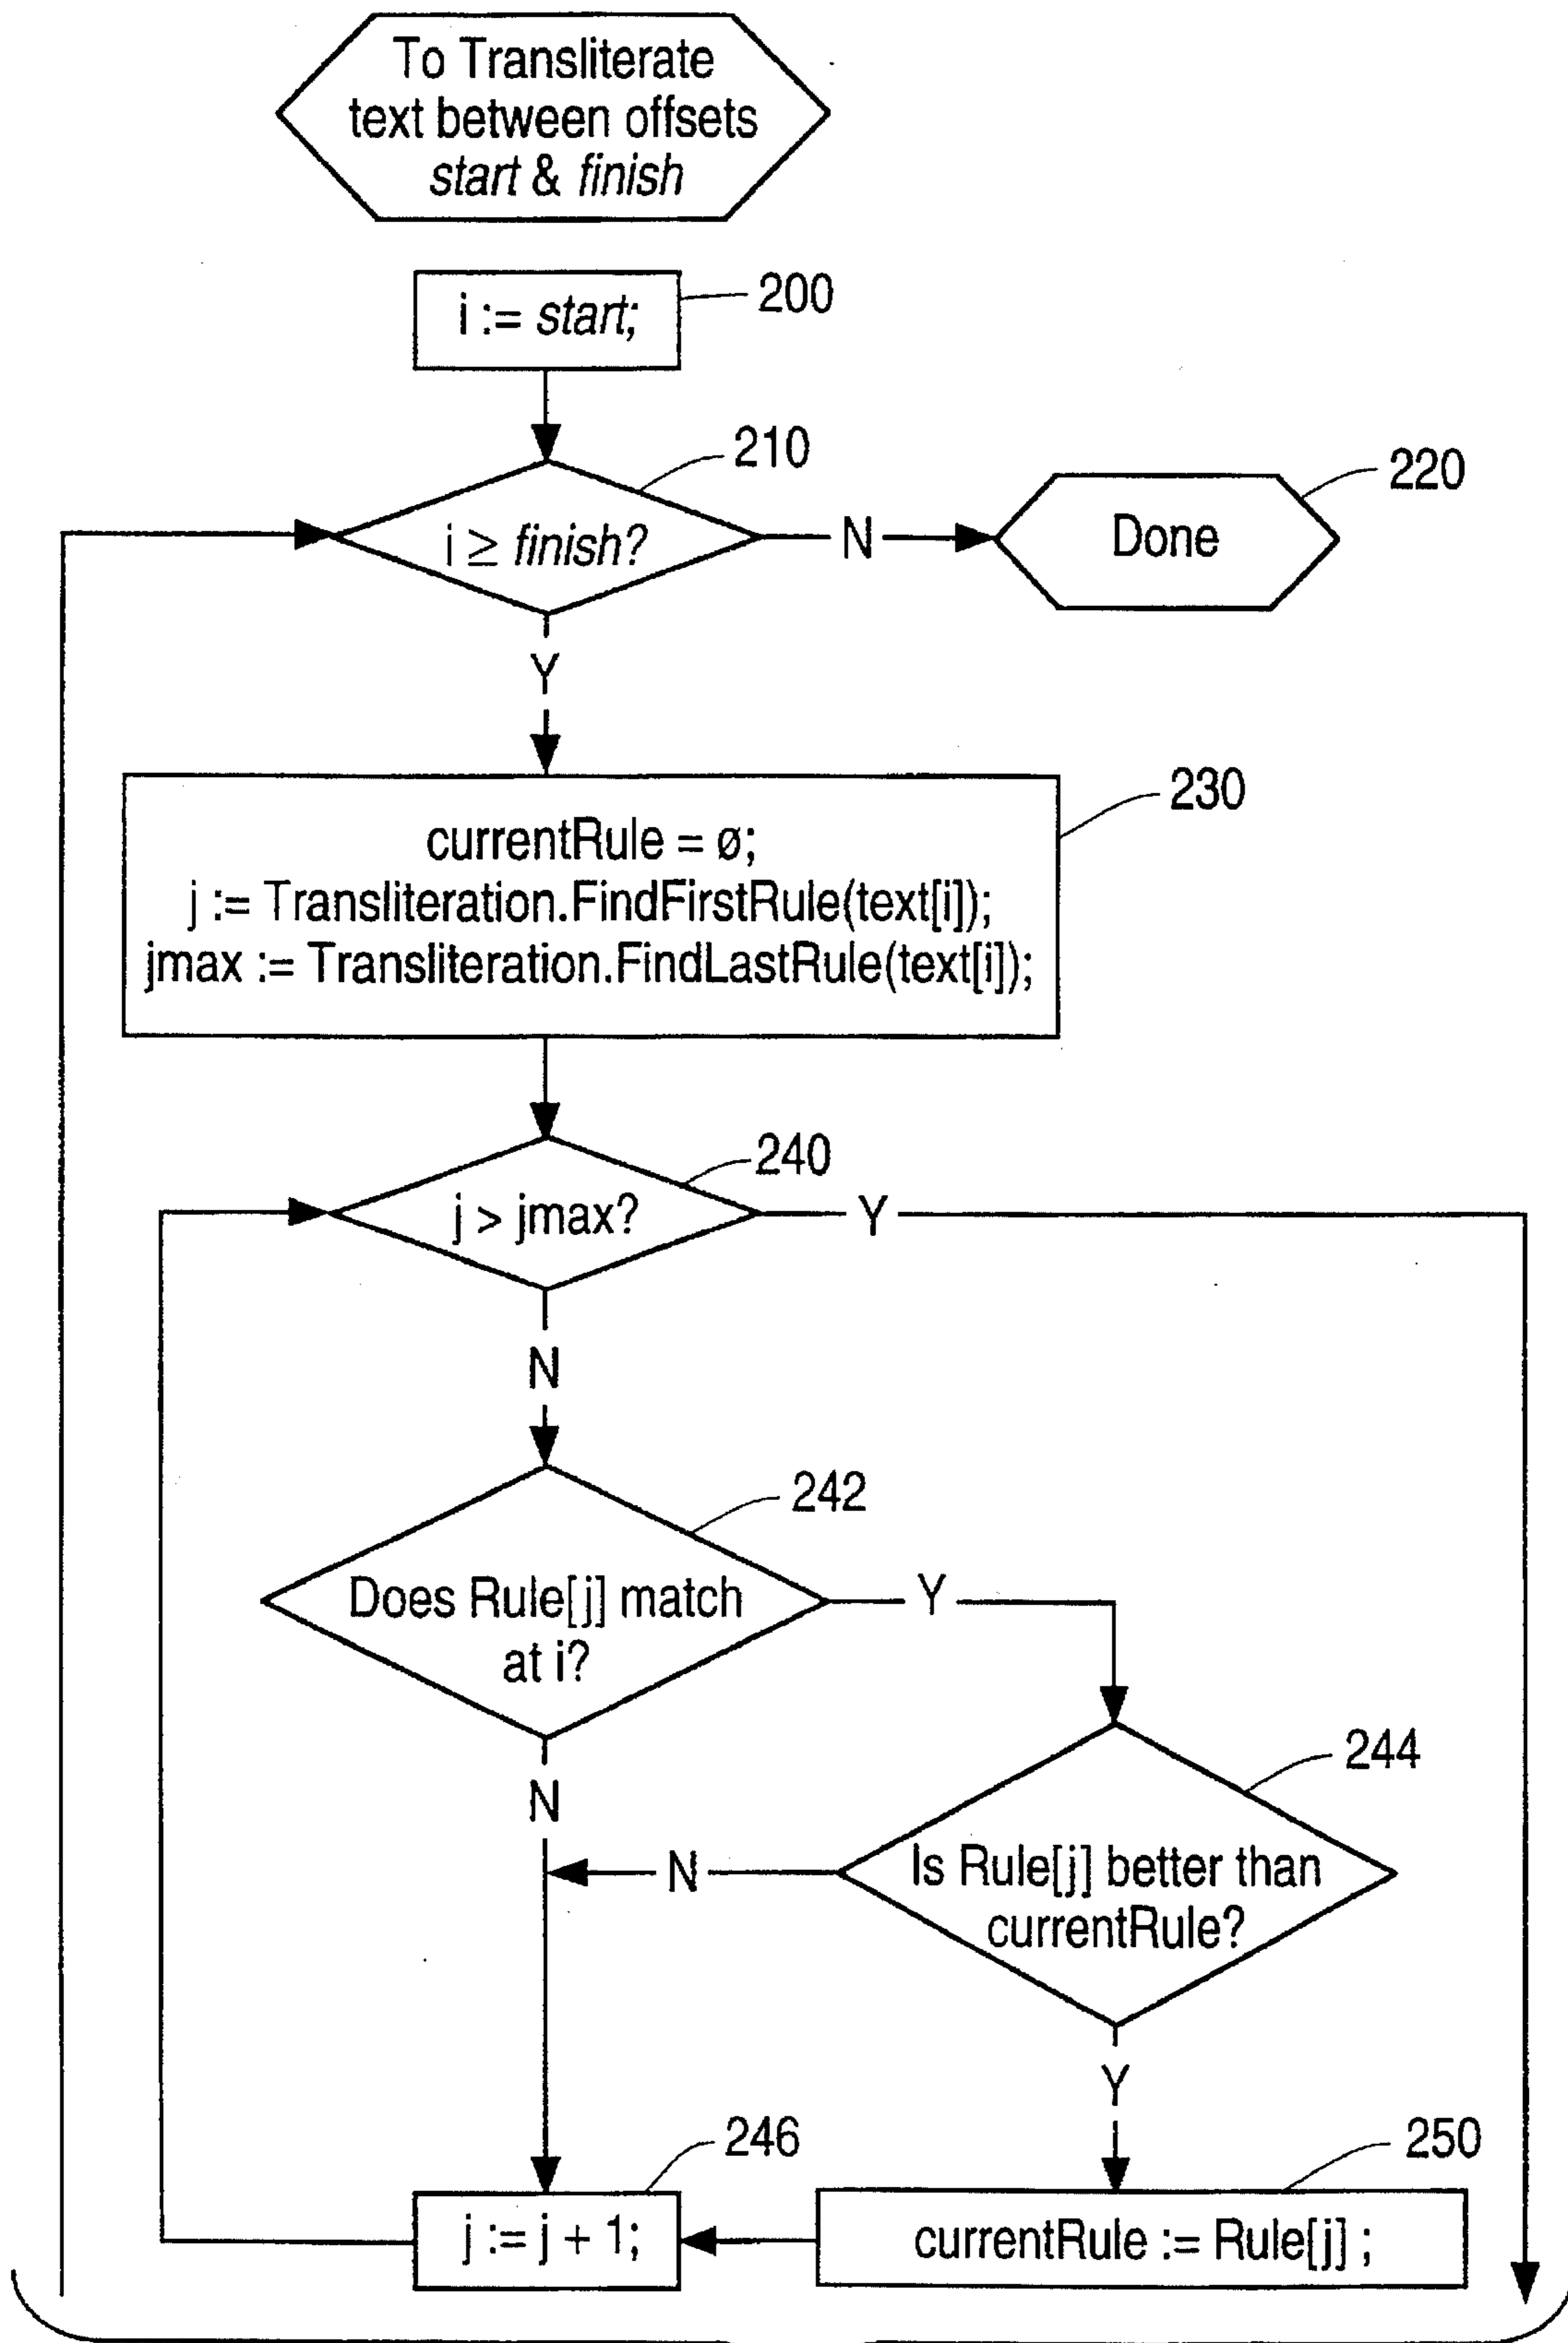 To Transliterate
text between offsets
start & finish
i := start;
200
210
i ≥ finish?
N
Done
220
Y
230
currentRule = ø;
j := Transliteration.FindFirstRule(text[i]);
jmax := Transliteration.FindLastRule(text[i]);
240
j > jmax?
Y
N
242
Does Rule[j] match
at i?
Y
N
244
Is Rule[j] better than
currentRule?
N
Y
246
j := j + 1;
250
currentRule := Rule[j] ;